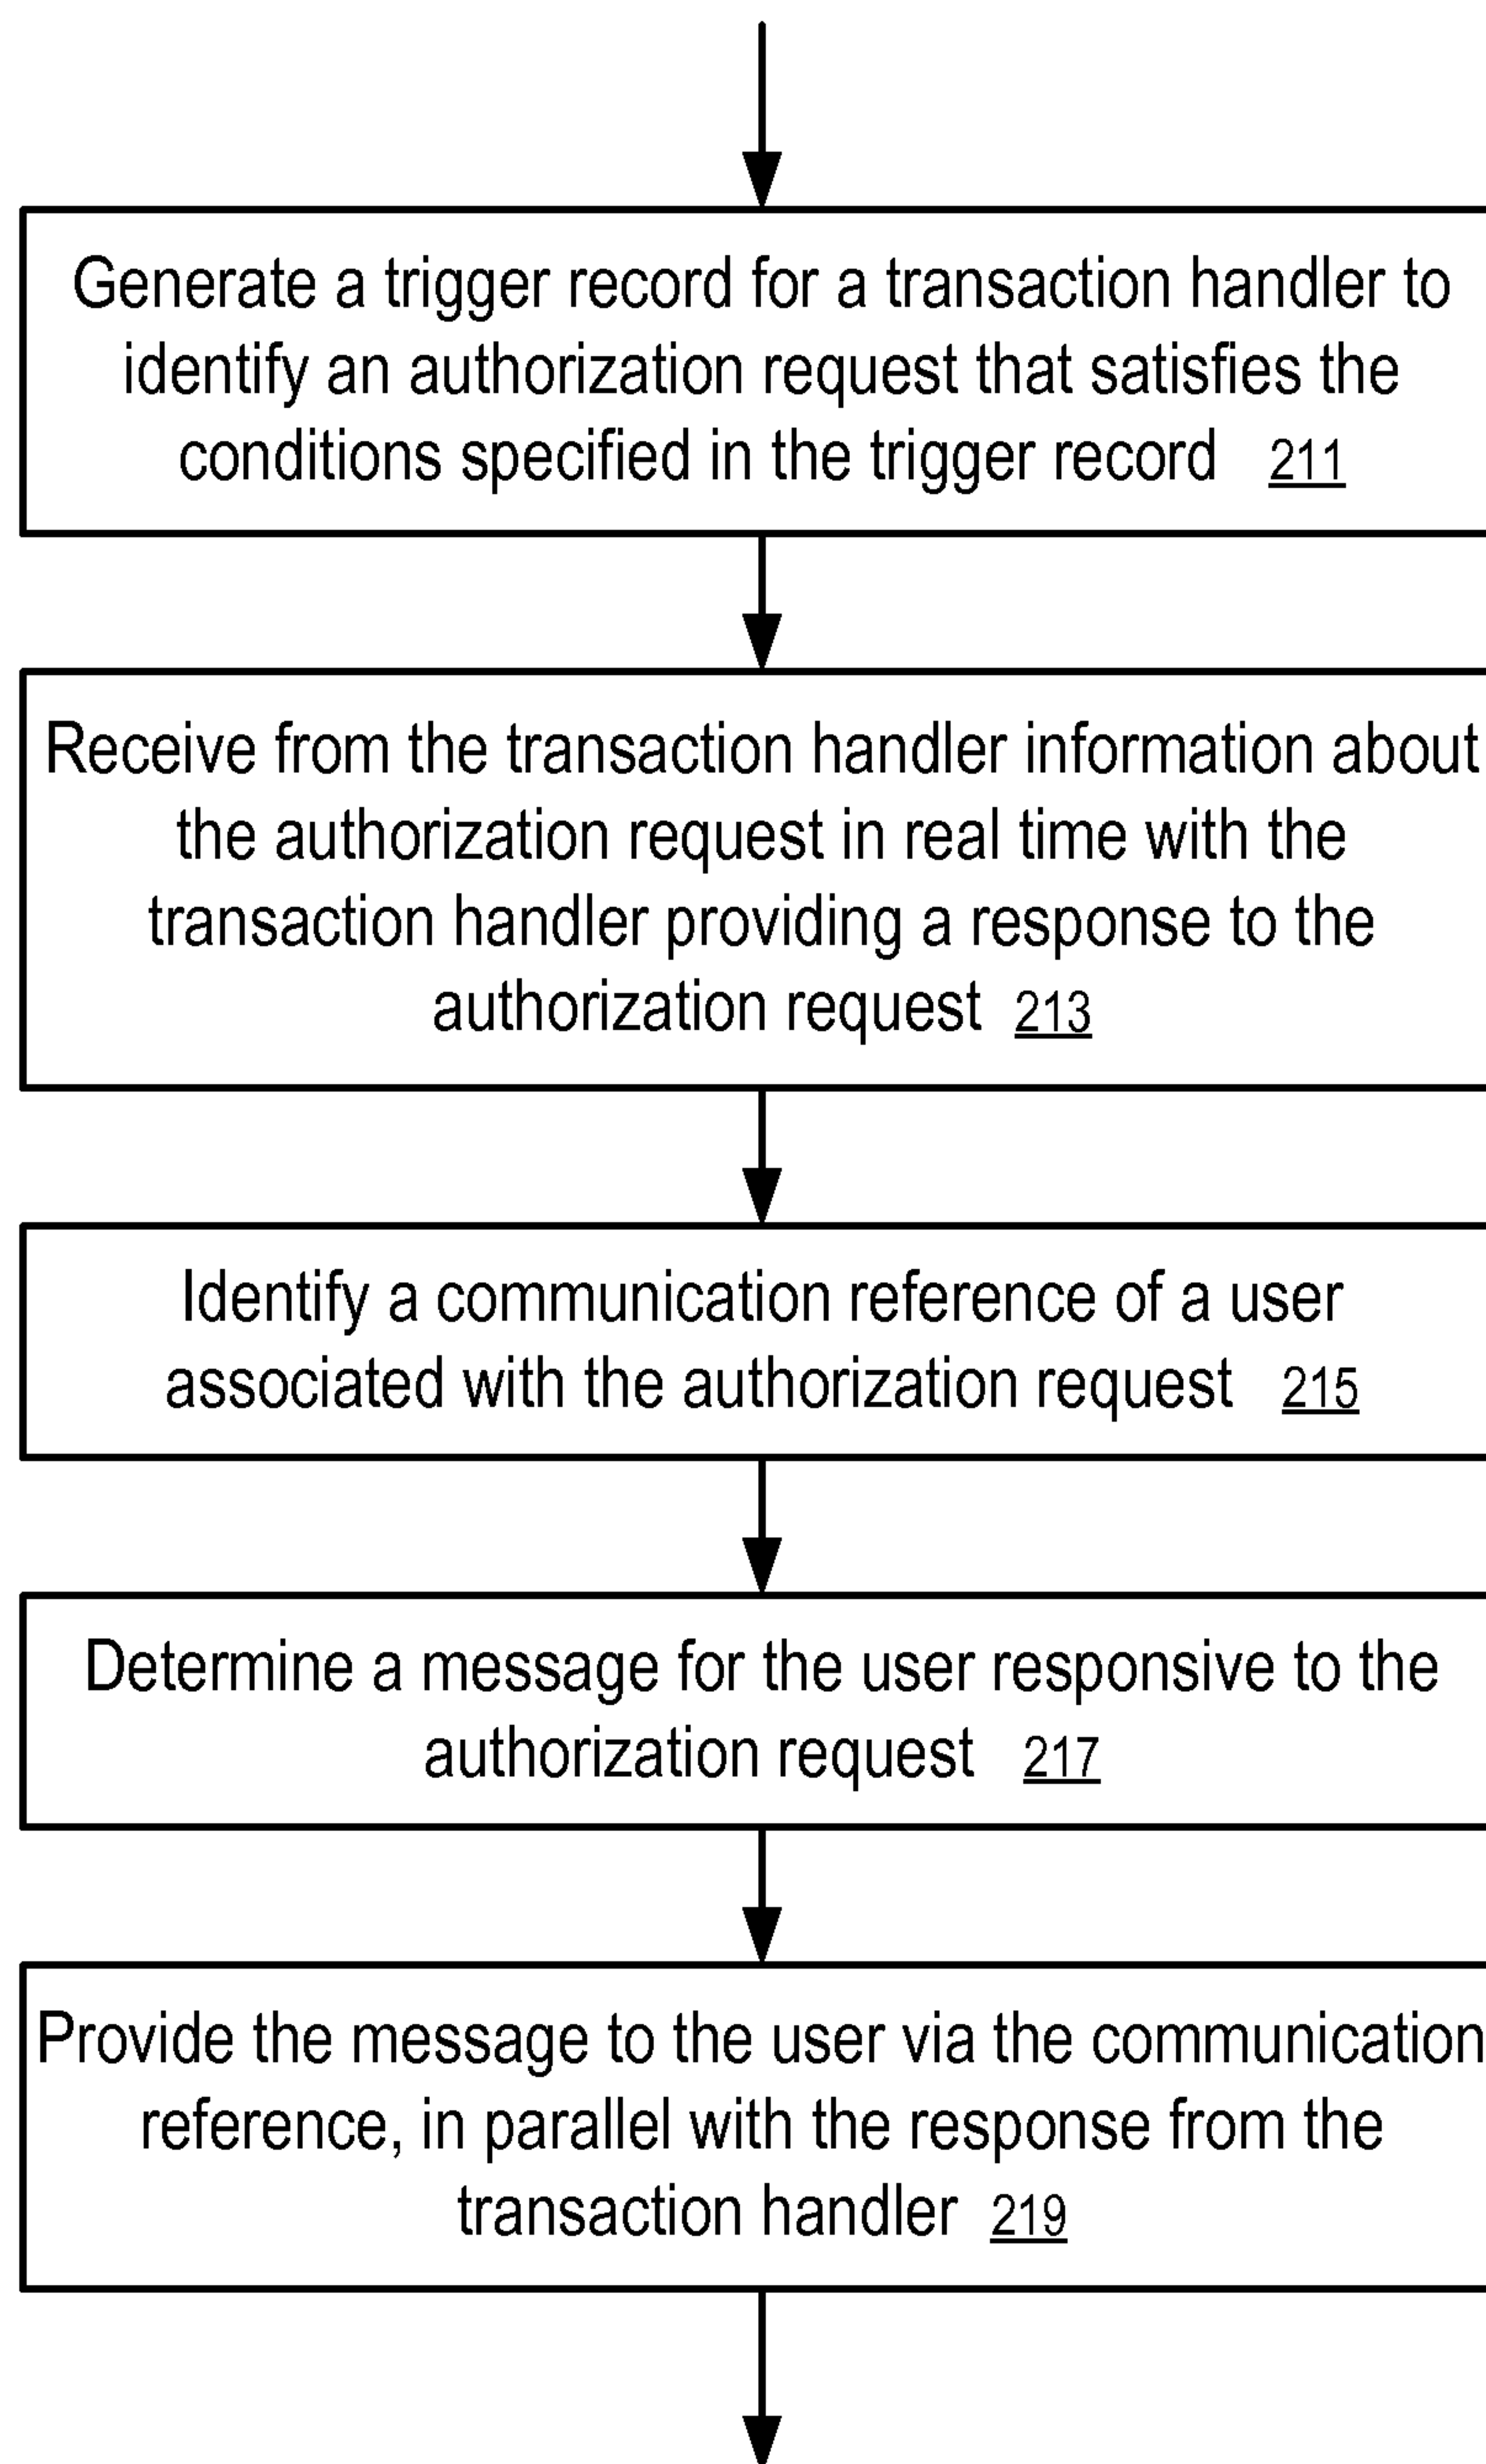 Generate a trigger record for a transaction handler to
identify an authorization request that satisfies the
conditions specified in the trigger record 211
Receive from the transaction handler information about
the authorization request in real time with the
transaction handler providing a response to the
authorization request 213
Identify a communication reference of a user
associated with the authorization request 215
Determine a message for the user responsive to the
authorization request 217
Provide the message to the user via the communication
reference, in parallel with the response from the
transaction handler 219